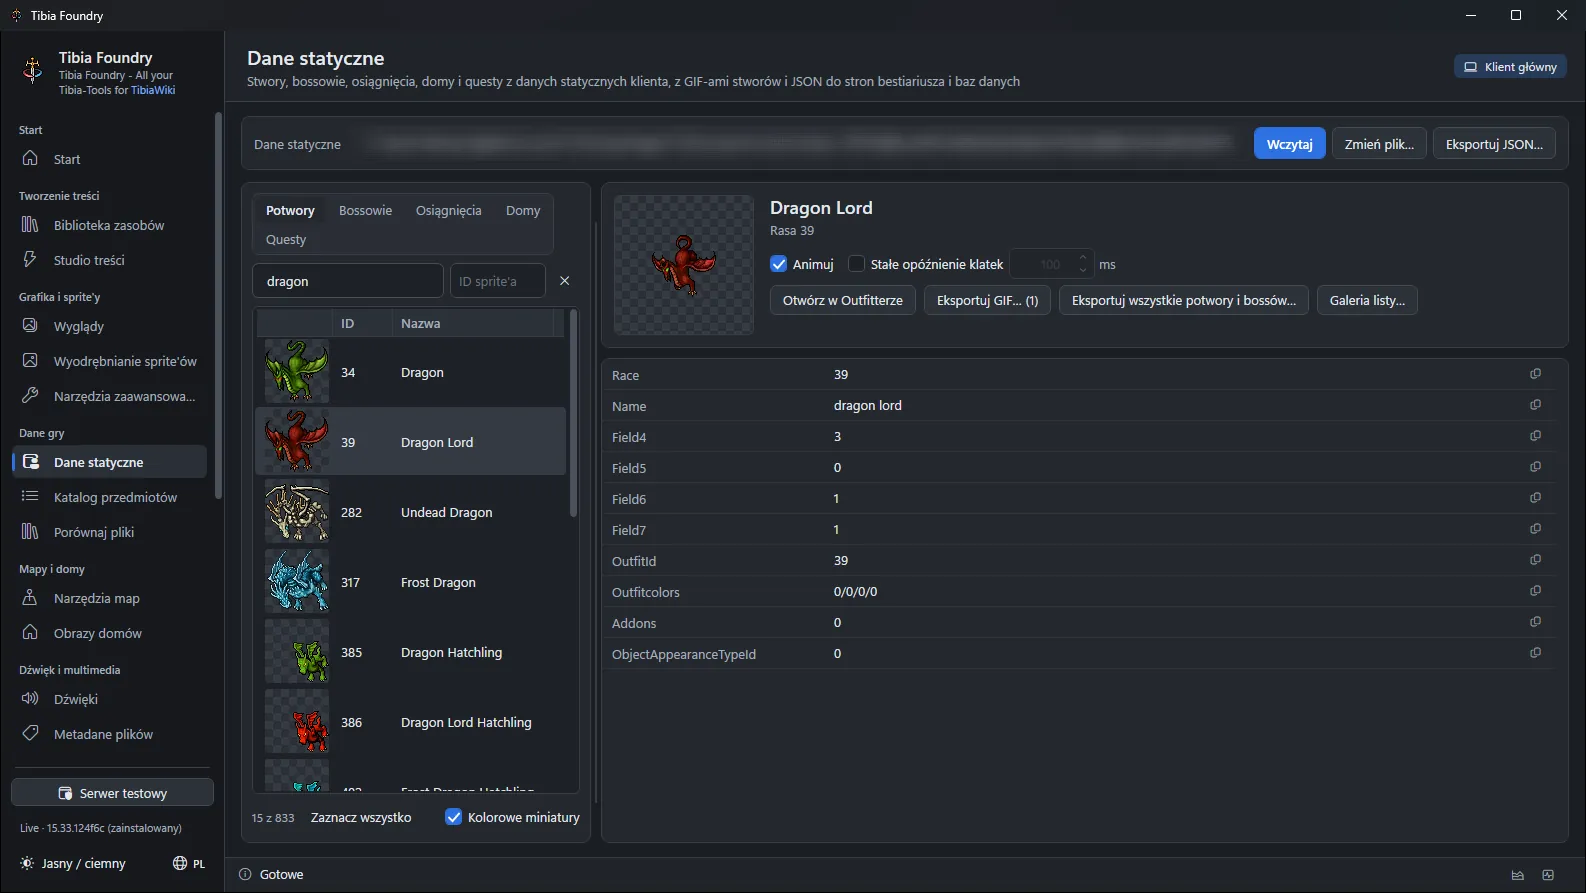 Tibia Foundry
Tibia Foundry
Tibia Foundry - All your
Tibia-Tools for TibiaWiki
Start
Start
Tworzenie treści
Biblioteka zasobów
Studio treści
Grafika i sprite'y
Wyglądy
Wyodrębnianie sprite'ów
Narzędzia zaawansowa...
Dane gry
Dane statyczne
Katalog przedmiotów
Porównaj pliki
Mapy i domy
Narzędzia map
Obrazy domów
Dźwięk i multimedia
Dźwięki
Metadane plików
Serwer testowy
Live · 15.33.124f6c (zainstalowany)
Jasny / ciemny
PL
Dane statyczne
Stwory, bossowie, osiągnięcia, domy i questy z danych statycznych klienta, z GIF-ami stworów i JSON do stron bestiariusza i baz danych
Klient główny
Dane statyczne
Wczytaj
Zmień plik...
Eksportuj JSON...
Potwory
Bossowie
Osiągnięcia
Domy
Questy
dragon
ID sprite'a
ID
Nazwa
34
Dragon
39
Dragon Lord
282
Undead Dragon
317
Frost Dragon
385
Dragon Hatchling
386
Dragon Lord Hatchling
15 z 833
Zaznacz wszystko
Kolorowe miniatury
Dragon Lord
Rasa 39
Animuj
Stałe opóźnienie klatek
100
ms
Otwórz w Outfitterze
Eksportuj GIF... (1)
Eksportuj wszystkie potwory i bossów...
Galeria listy...
Race
39
Name
dragon lord
Field4
3
Field5
0
Field6
1
Field7
1
OutfitId
39
Outfitcolors
0/0/0/0
Addons
0
ObjectAppearanceTypeId
0
Gotowe